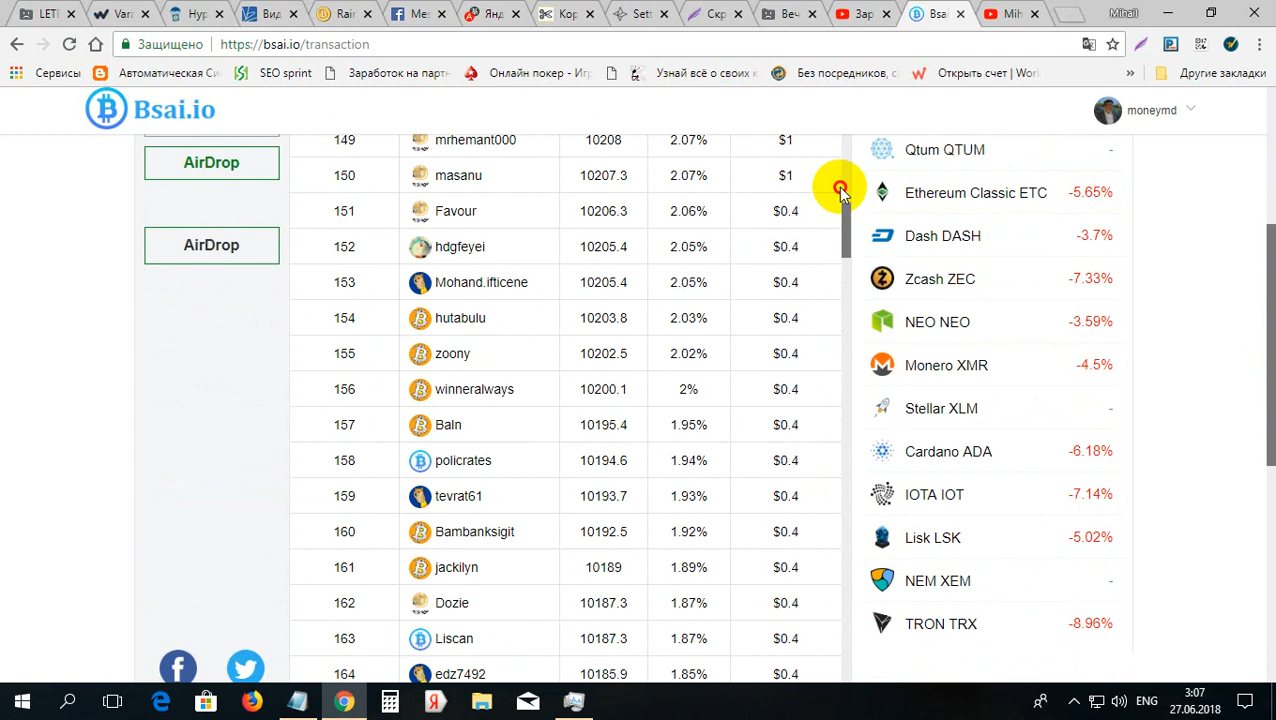 LETI
Vara
Hyp
Вид
Rain
Mes
Янд
Кор
Sett
Скр
Веч
Зар
Bsai
Mih
Mihail
Защищено
https://bsai.io/transaction
Сервисы
Автоматическая Си
SEO sprint
Заработок на партн
Онлайн покер - Игр
Узнай всё о своих к
Без посредников, са
Открыть счет | Worl
»
Другие закладки
Bsai.io
moneymd
AirDrop
AirDrop
149 mrhemant000 10208 2.07% $1
150 masanu 10207.3 2.07% $1
151 Favour 10206.3 2.06% $0.4
152 hdgfeyei 10205.4 2.05% $0.4
153 Mohand.ifticene 10205.4 2.05% $0.4
154 hutabulu 10203.8 2.03% $0.4
155 zoony 10202.5 2.02% $0.4
156 winneralways 10200.1 2% $0.4
157 Baln 10195.4 1.95% $0.4
158 policrates 10194.6 1.94% $0.4
159 tevrat61 10193.7 1.93% $0.4
160 Bambanksigit 10192.5 1.92% $0.4
161 jackilyn 10189 1.89% $0.4
162 Dozie 10187.3 1.87% $0.4
163 Liscan 10187.3 1.87% $0.4
164 edz7492 10185.9 1.85% $0.4
Qtum QTUM -
Ethereum Classic ETC -5.65%
Dash DASH -3.7%
Zcash ZEC -7.33%
NEO NEO -3.59%
Monero XMR -4.5%
Stellar XLM -
Cardano ADA -6.18%
IOTA IOT -7.14%
Lisk LSK -5.02%
NEM XEM -
TRON TRX -8.96%
ENG
3:07
27.06.2018